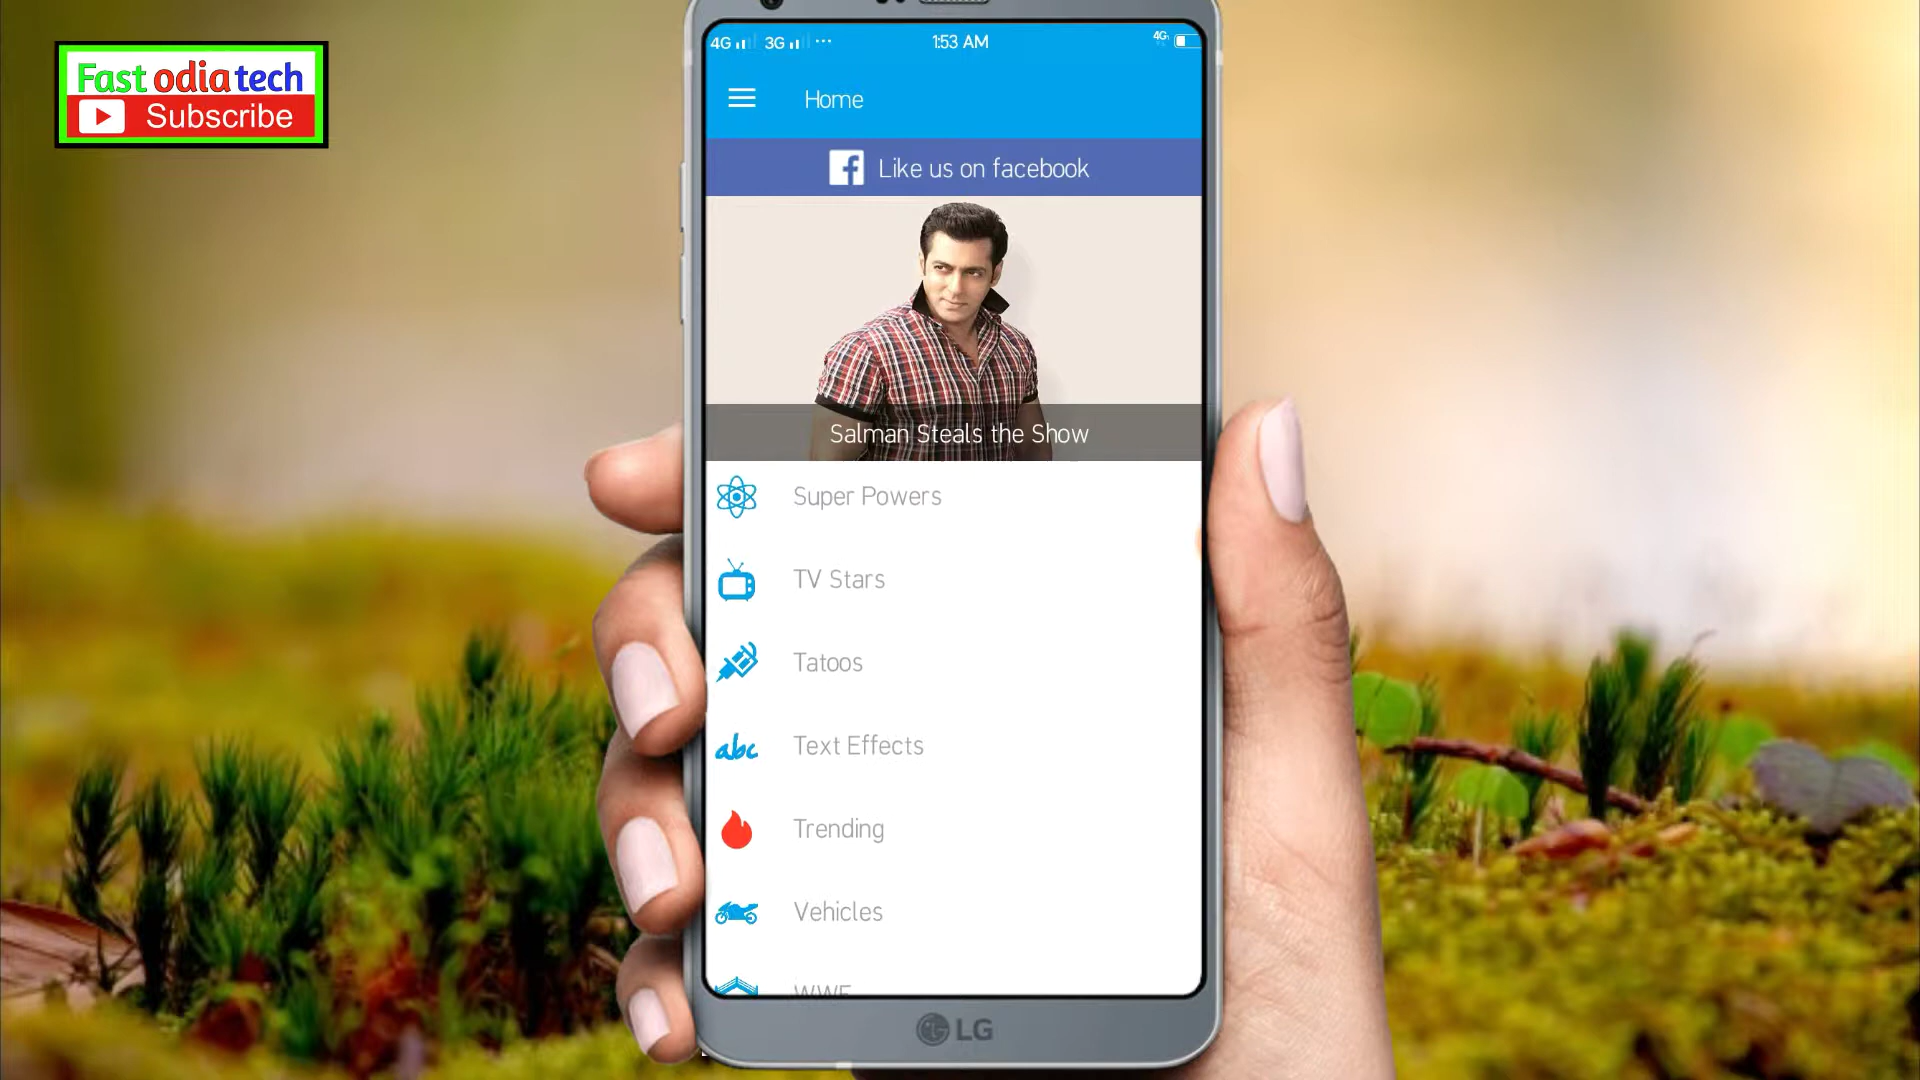 Fast odia tech
Subscribe
4G 3G ... 1:53 AM 4G
Home
Like us on facebook
Salman Steals the Show
Super Powers
TV Stars
Tatoos
Text Effects
Trending
Vehicles
WWE
LG